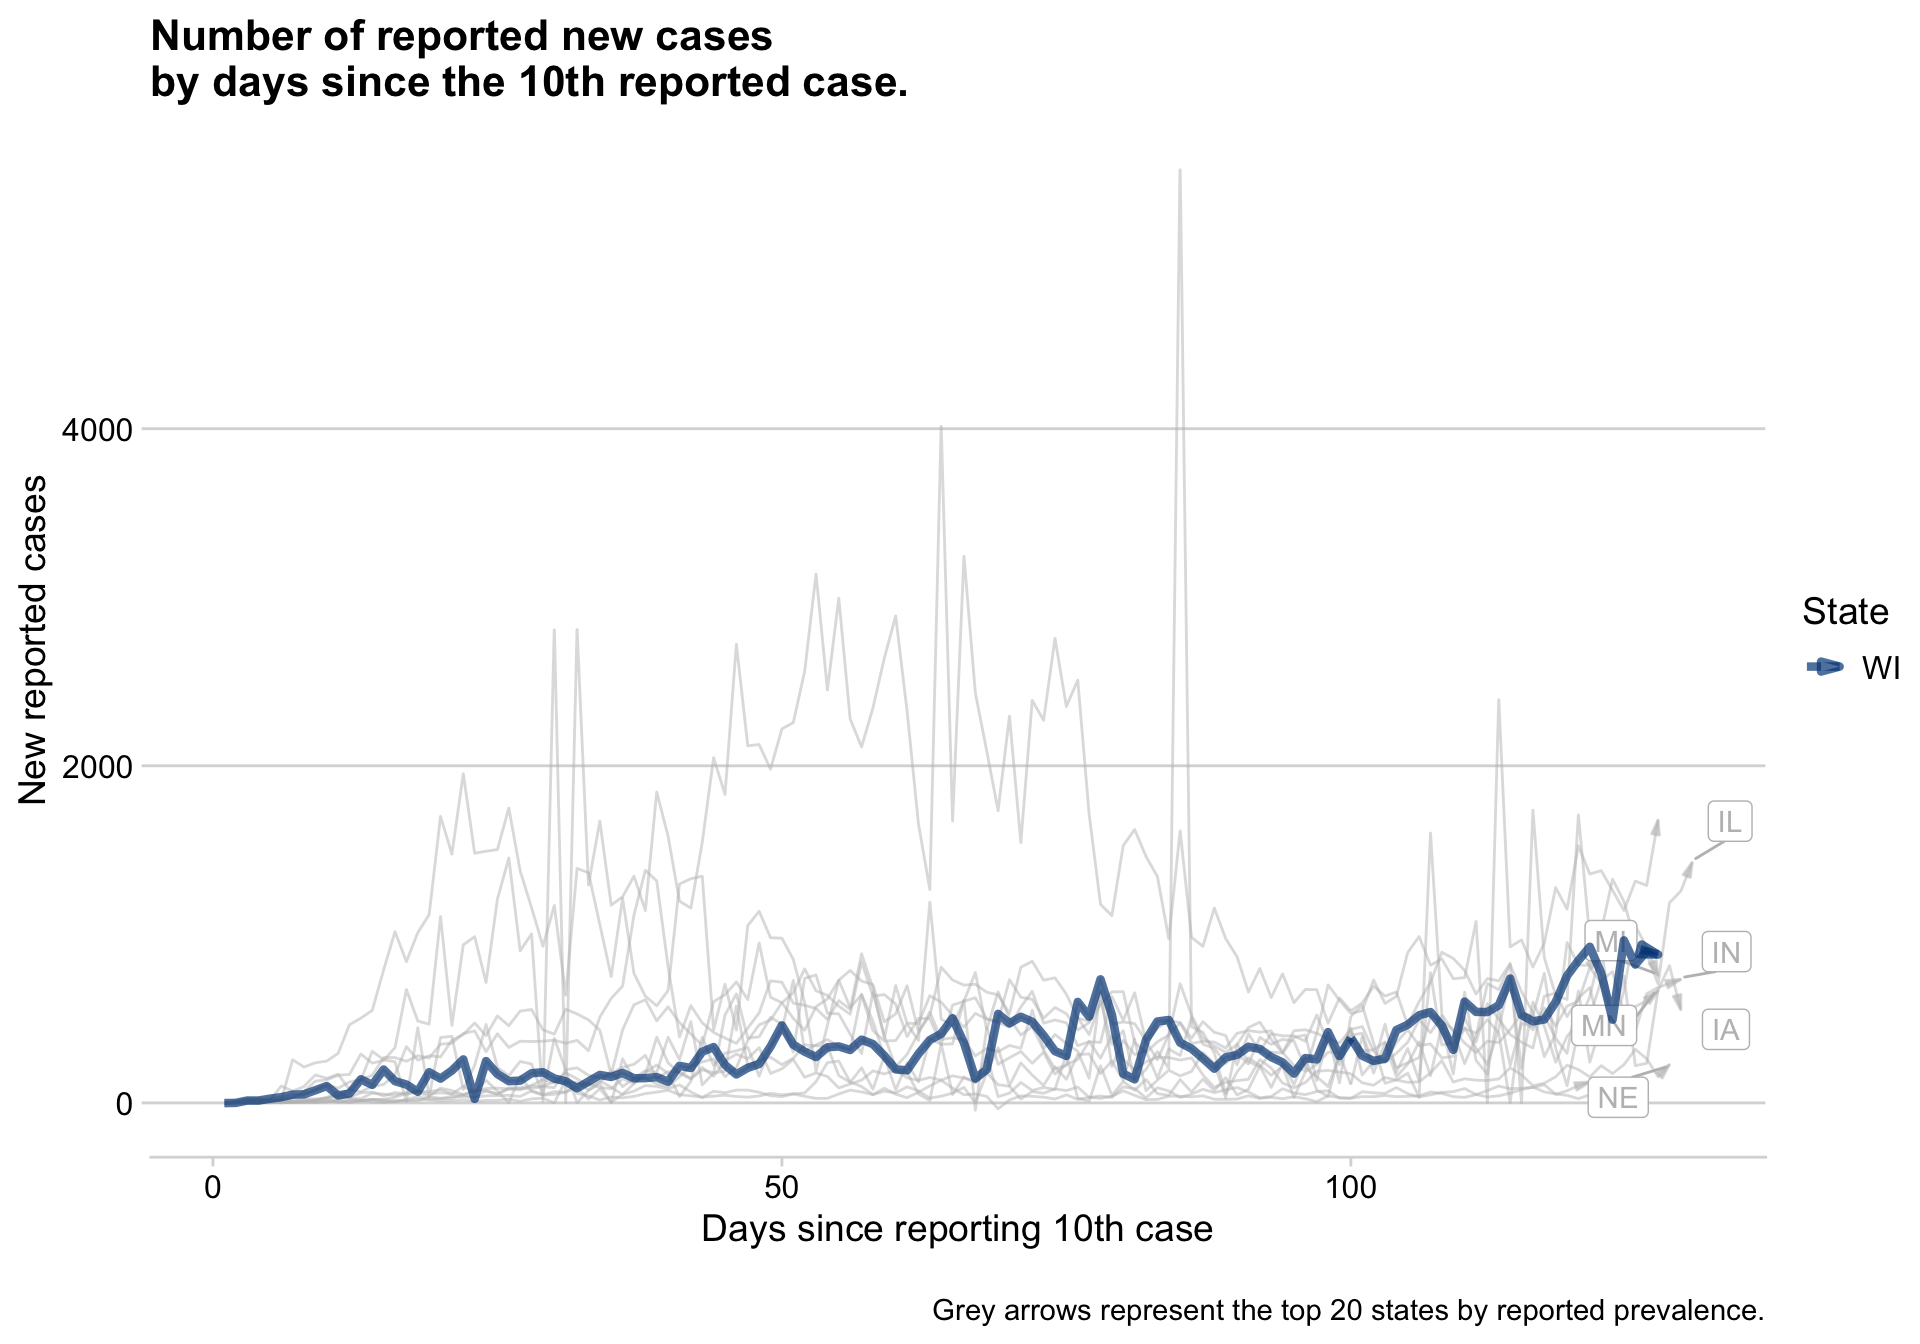 Number of reported new cases
by days since the 10th reported case.
New reported cases
4000
2000
0
0
50
100
Days since reporting 10th case
IL
MI
IN
MN
IA
NE
State
WI
Grey arrows represent the top 20 states by reported prevalence.